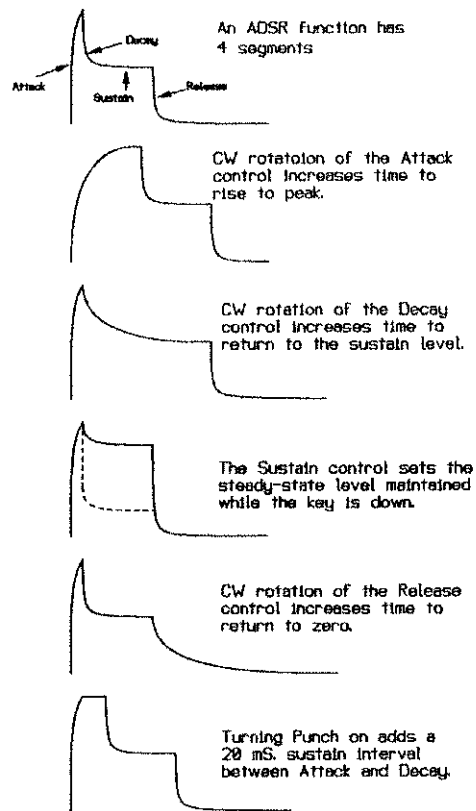 An ADSR function has
4 segments
Decay
Attack
Sustain
Release
CW rotatoion of the Attack
control increases time to
rise to peak.
CW rotation of the Decay
control increases time to
return to the sustain level.
The Sustain control sets the
steady-state level maintained
while the key is down.
CW rotation of the Release
control increases time to
return to zero.
Turning Punch on adds a
20 mS. sustain interval
between Attack and Decay.